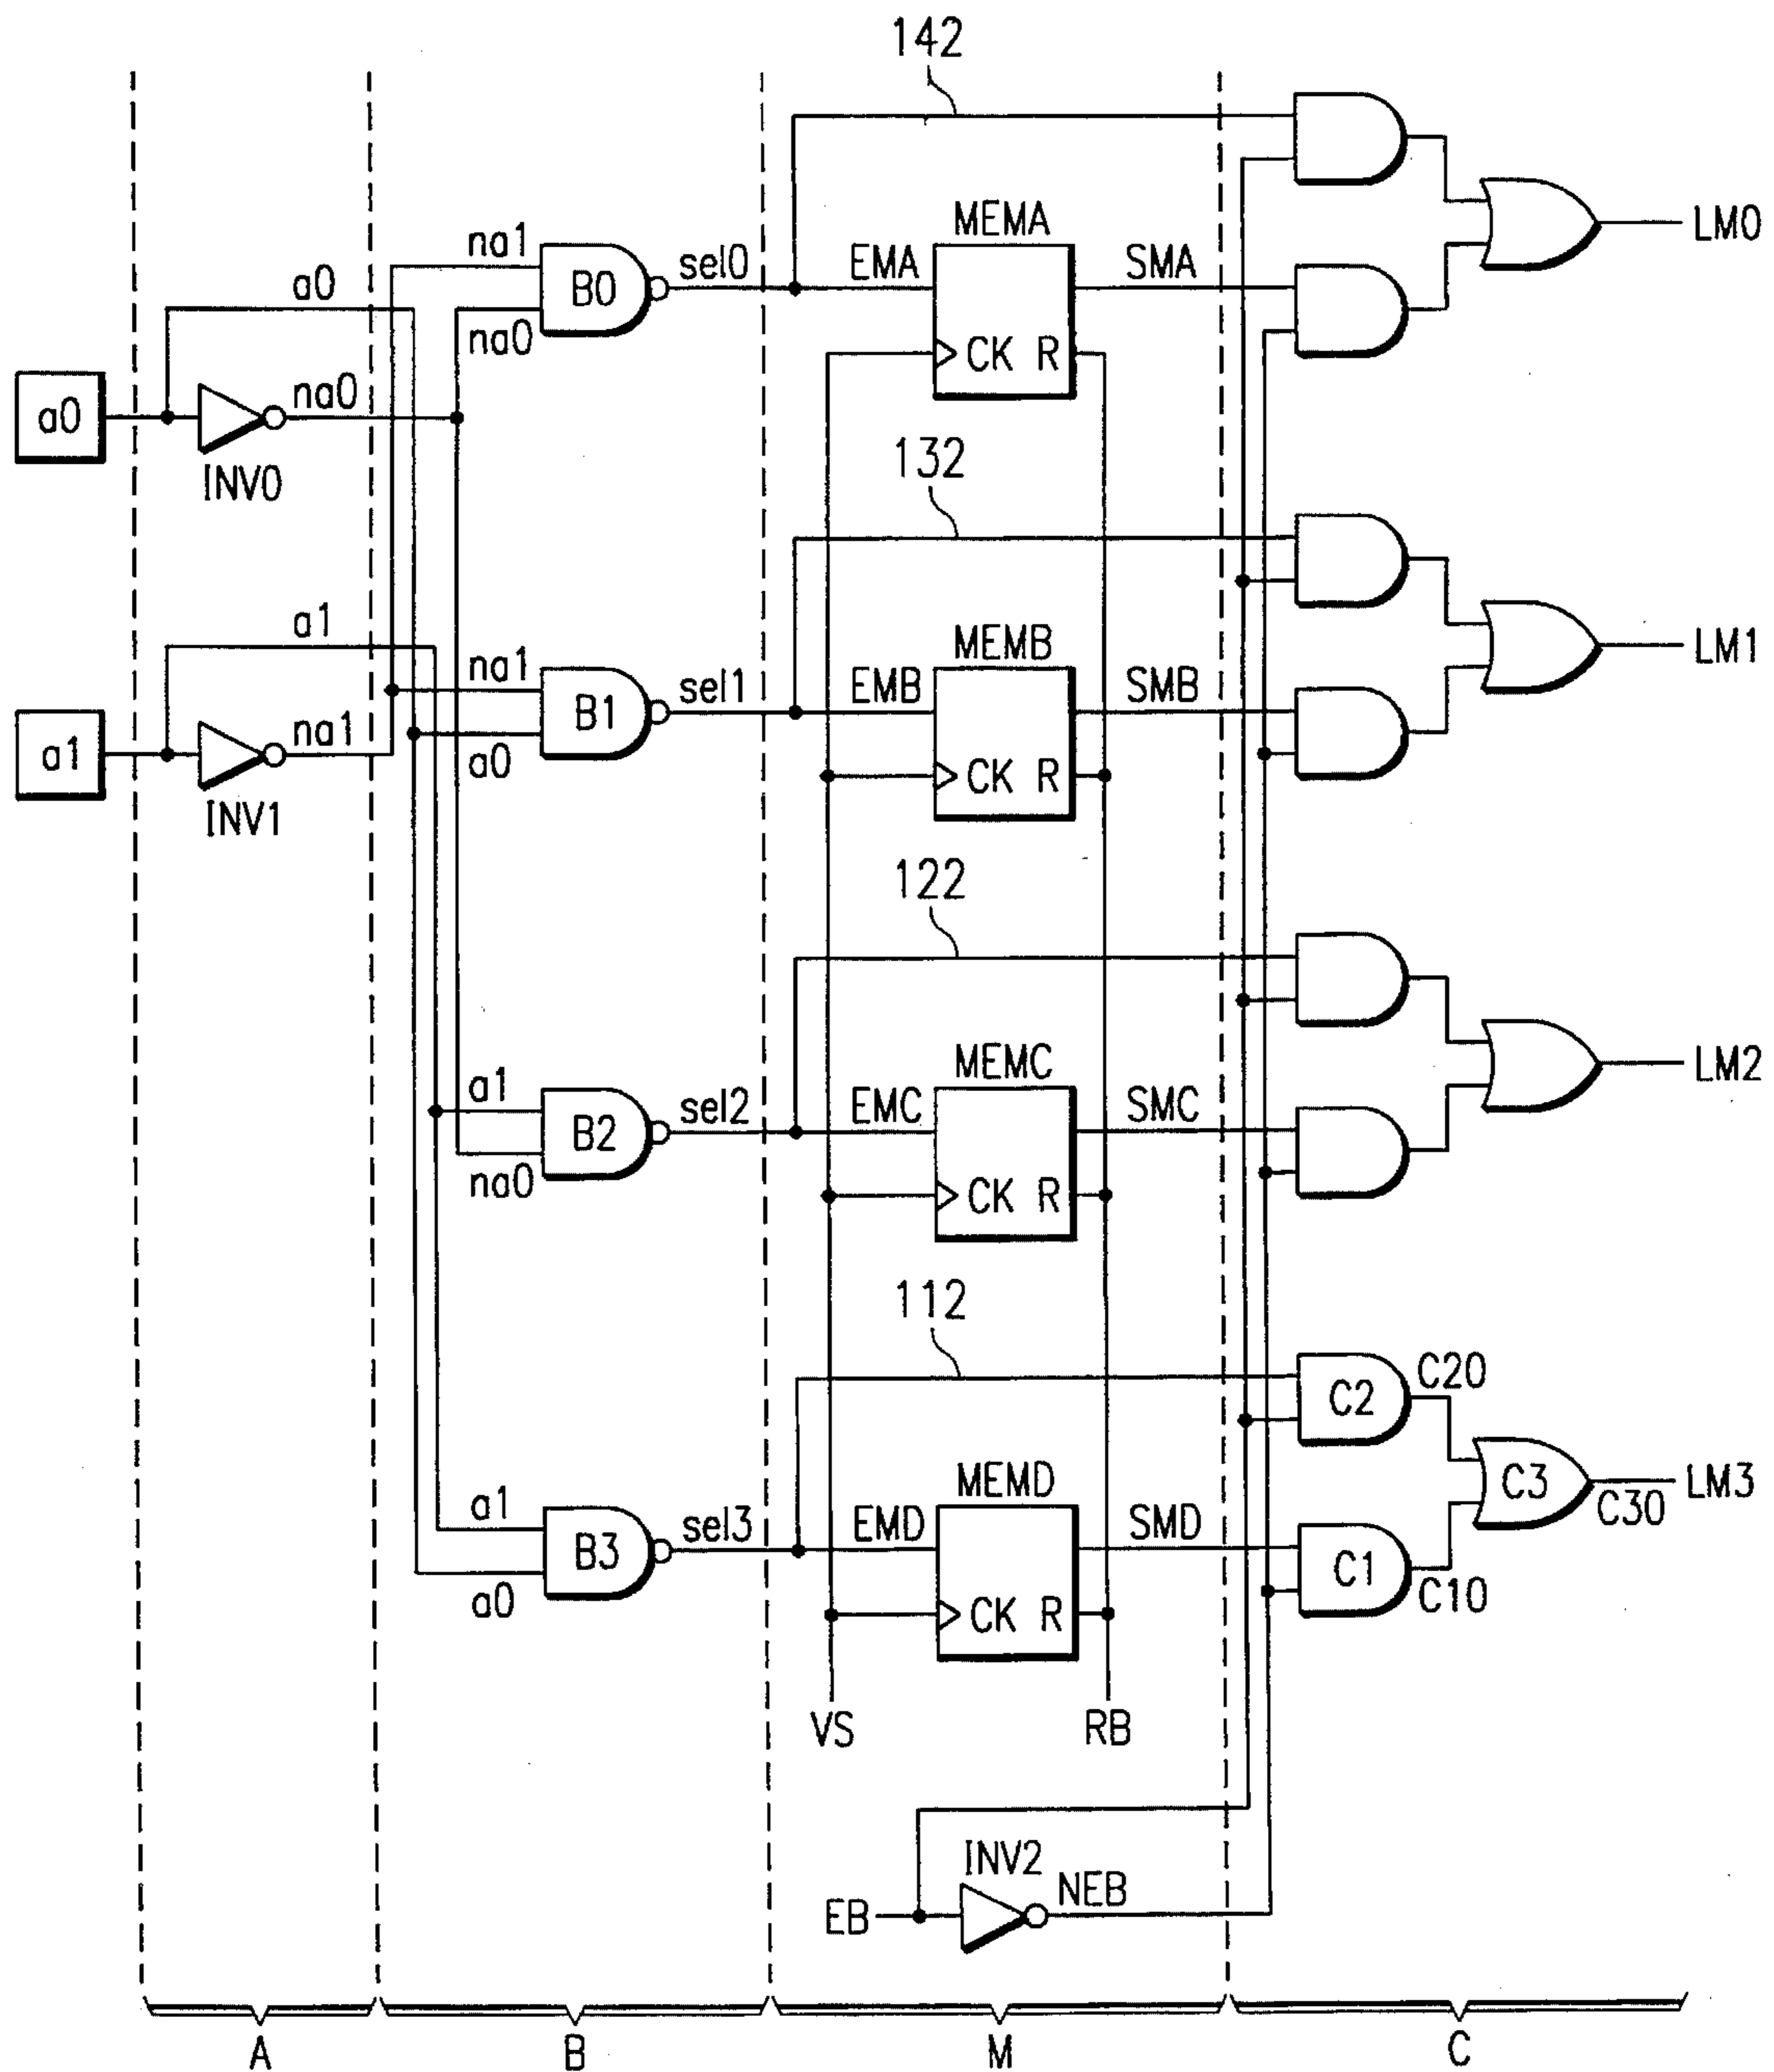 142
MEMA
na1
sel0
EMA
SMA
LM0
a0
B0
na0
CK R
a0
na0
INV0
132
a1
MEMB
na1
sel1
EMB
SMB
LM1
a1
na1
B1
a0
CK R
INV1
122
MEMC
a1
sel2
EMC
SMC
LM2
B2
na0
CK R
112
C2
C20
MEMD
C3
LM3
C30
a1
sel3
EMD
SMD
B3
C1
a0
CK R
C10
VS
RB
INV2
NEB
EB
A
B
M
C